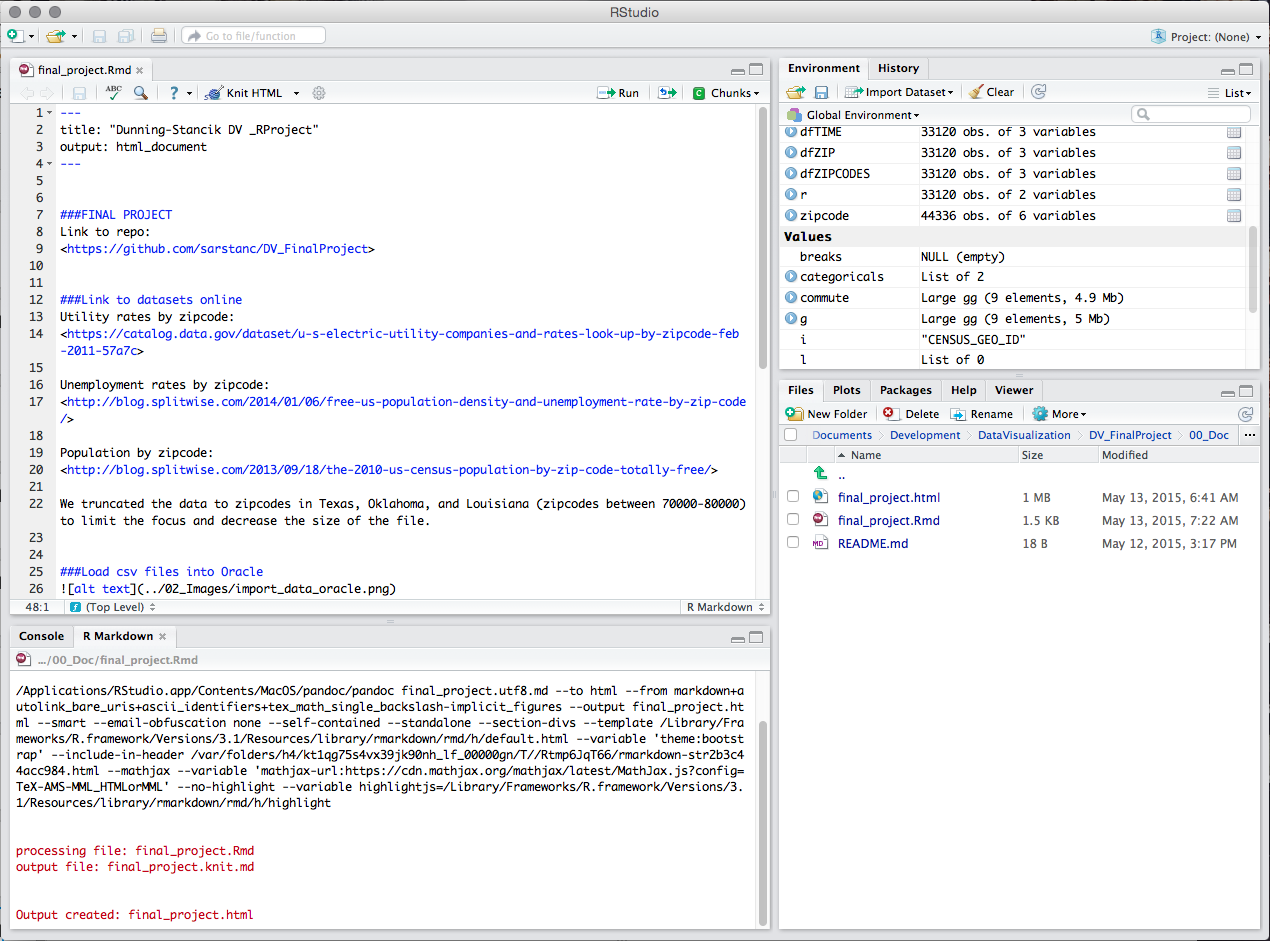 RStudio
Go to file/function
Project: (None)
final_project.Rmd
ABC
?
Knit HTML
Run
C Chunks
1 ---
2 title: "Dunning-Stancik DV _RProject"
3 output: html_document
4 ---
5
6
7 ###FINAL PROJECT
8 Link to repo:
9 <https://github.com/sarstanc/DV_FinalProject>
10
11
12 ###Link to datasets online
13 Utility rates by zipcode:
14 <https://catalog.data.gov/dataset/u-s-electric-utility-companies-and-rates-look-up-by-zipcode-feb
-2011-57a7c>
15
16 Unemployment rates by zipcode:
17 <http://blog.splitwise.com/2014/01/06/free-us-population-density-and-unemployment-rate-by-zip-code
/>
18
19 Population by zipcode:
20 <http://blog.splitwise.com/2013/09/18/the-2010-us-census-population-by-zip-code-totally-free/>
21
22 We truncated the data to zipcodes in Texas, Oklahoma, and Louisiana (zipcodes between 70000-80000)
to limit the focus and decrease the size of the file.
23
24
25 ###Load csv files into Oracle
26 ![alt text](../02_Images/import_data_oracle.png)
48:1 (Top Level) R Markdown
Console R Markdown
.../00_Doc/final_project.Rmd
/Applications/RStudio.app/Contents/MacOS/pandoc/pandoc final_project.utf8.md --to html --from markdown+a
utolink_bare_uris+ascii_identifiers+tex_math_single_backslash-implicit_figures --output final_project.ht
ml --smart --email-obfuscation none --self-contained --standalone --section-divs --template /Library/Fra
meworks/R.framework/Versions/3.1/Resources/library/rmarkdown/rmd/h/default.html --variable 'theme:bootst
rap' --include-in-header /var/folders/h4/kt1qg75s4vx39jk90nh_lf_00000gn/T//Rtmp6JqT66/rmarkdown-str2b3c4
4acc984.html --mathjax --variable 'mathjax-url:https://cdn.mathjax.org/mathjax/latest/MathJax.js?config=
TeX-AMS-MML_HTMLorMML' --no-highlight --variable highlightjs=/Library/Frameworks/R.framework/Versions/3.
1/Resources/library/rmarkdown/rmd/h/highlight
processing file: final_project.Rmd
output file: final_project.knit.md
Output created: final_project.html
Environment History
Import Dataset Clear List
Global Environment
dfTIME 33120 obs. of 3 variables
dfZIP 33120 obs. of 3 variables
dfZIPCODES 33120 obs. of 3 variables
r 33120 obs. of 2 variables
zipcode 44336 obs. of 6 variables
Values
breaks NULL (empty)
categoricals List of 2
commute Large gg (9 elements, 4.9 Mb)
g Large gg (9 elements, 5 Mb)
i "CENSUS_GEO_ID"
l List of 0
Files Plots Packages Help Viewer
New Folder Delete Rename More
Documents Development DataVisualization DV_FinalProject 00_Doc ...
Name Size Modified
..
final_project.html 1 MB May 13, 2015, 6:41 AM
final_project.Rmd 1.5 KB May 13, 2015, 7:22 AM
MD README.md 18 B May 12, 2015, 3:17 PM